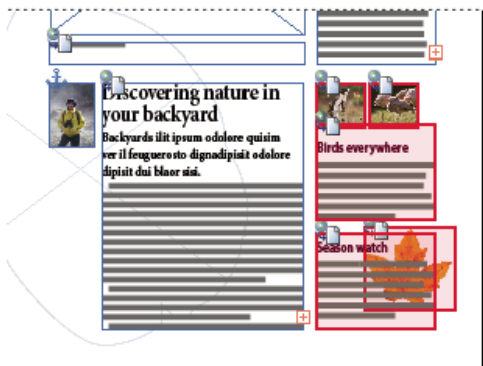 Discovering nature in
your backyard
Backyards ilit ipsum odolore quisim
ver il feuguerosto dignadipisit odolore
dipisit dui blaor sisi.
Birds everywhere
Season watch